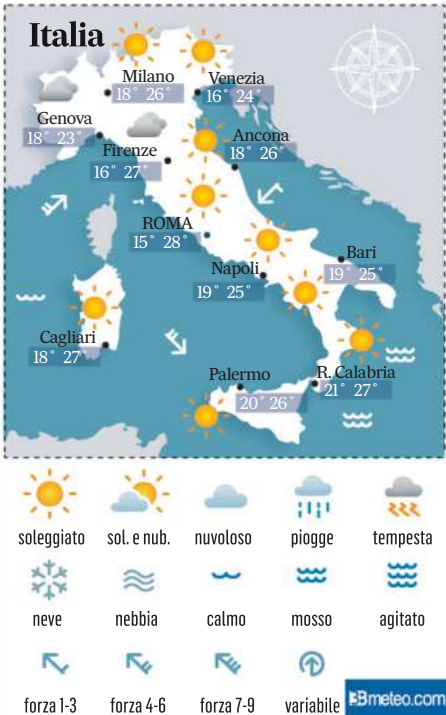 Italia
Milano
18° 26°
Venezia
16° 24°
Genova
18° 23°
Firenze
16° 27°
Ancona
18° 26°
ROMA
15° 28°
Napoli
19° 25°
Bari
19° 25°
Cagliari
18° 27°
Palermo
20° 26°
R. Calabria
21° 27°
soleggiato sol. e nub. nuvoloso piogge tempesta
neve nebbia calmo mosso agitato
forza 1-3 forza 4-6 forza 7-9 variabile
3Bmeteo.com